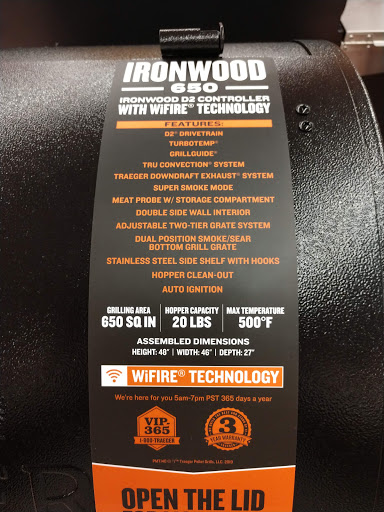 IRONWOOD
650
IRONWOOD D2 CONTROLLER
WITH WiFIRE® TECHNOLOGY
FEATURES:
D2® DRIVETRAIN
TURBOTEMP®
GRILLGUIDE®
TRU CONVECTION® SYSTEM
TRAEGER DOWNDRAFT EXHAUST® SYSTEM
SUPER SMOKE MODE
MEAT PROBE W/ STORAGE COMPARTMENT
DOUBLE SIDE WALL INTERIOR
ADJUSTABLE TWO-TIER GRATE SYSTEM
DUAL POSITION SMOKE/SEAR
BOTTOM GRILL GRATE
STAINLESS STEEL SIDE SHELF WITH HOOKS
HOPPER CLEAN-OUT
AUTO IGNITION
GRILLING AREA
650 SQ IN
HOPPER CAPACITY
20 LBS
MAX TEMPERATURE
500°F
ASSEMBLED DIMENSIONS
HEIGHT: 48" | WIDTH: 46" | DEPTH: 27"
WiFIRE® TECHNOLOGY
We're here for you 5am-7pm PST 365 days a year
VIP
365
1-800-TRAEGER
3
YEAR WARRANTY
OPEN THE LID